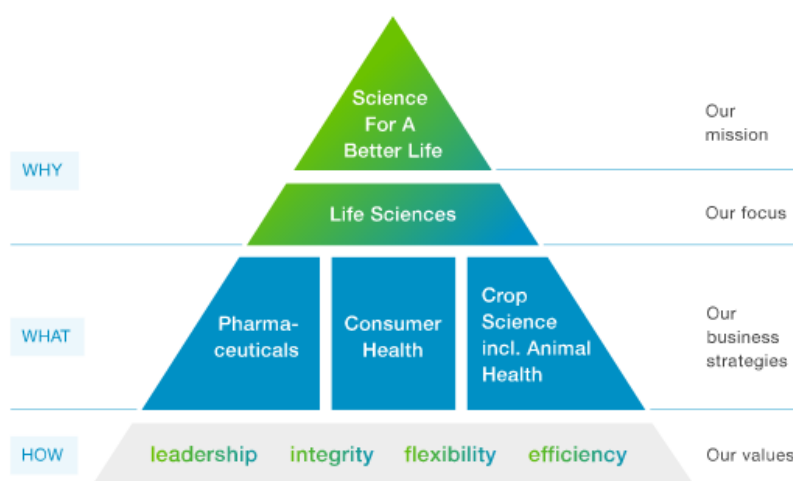 Science
For A
Better Life
Our
mission
WHY
Life Sciences
Our focus
WHAT
Pharma-
ceuticals
Consumer
Health
Crop
Science
incl. Animal
Health
Our
business
strategies
HOW
leadership integrity flexibility efficiency
Our values